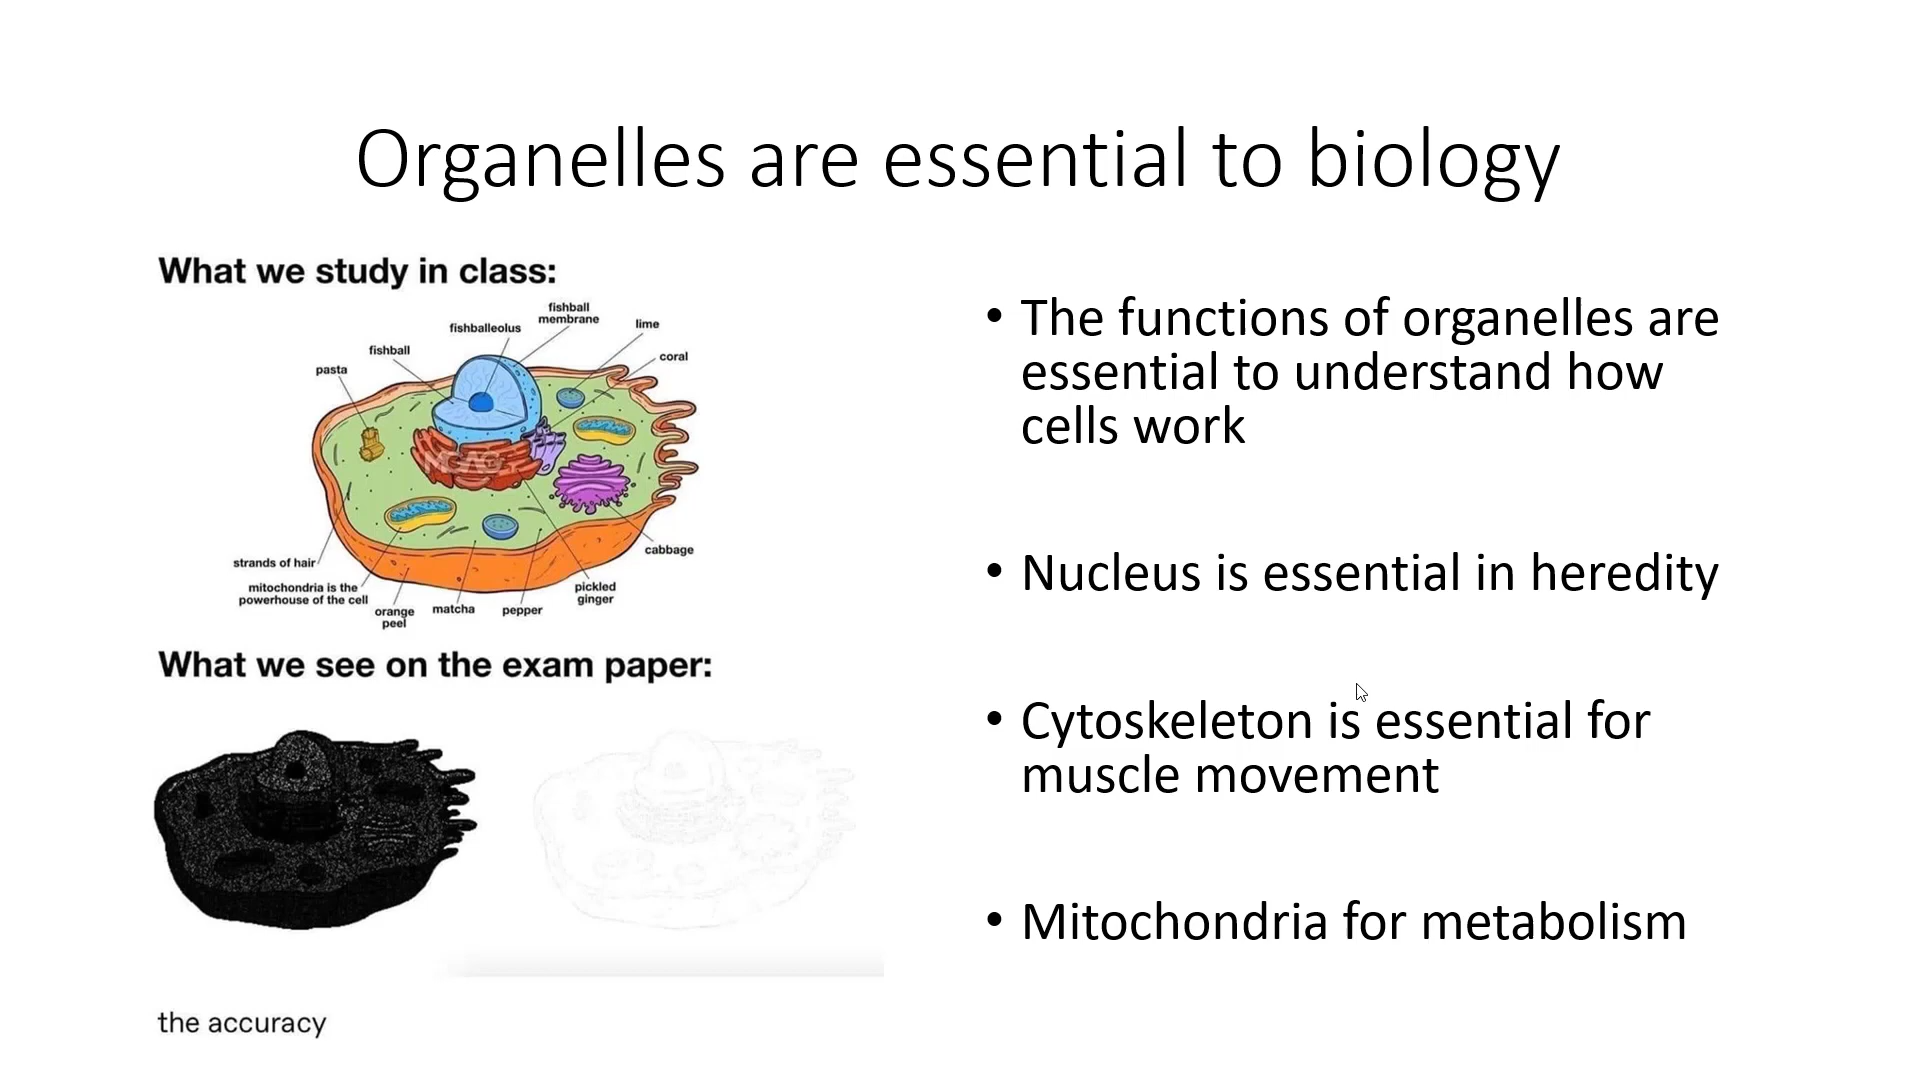 Organelles are essential to biology
What we study in class:
fishball
membrane
fishballeolus
lime
fishball
coral
pasta
MGAG
strands of hair
cabbage
mitochondria is the
powerhouse of the cell
orange
peel
matcha
pepper
pickled
ginger
What we see on the exam paper:
the accuracy
• The functions of organelles are
essential to understand how
cells work
• Nucleus is essential in heredity
• Cytoskeleton is essential for
muscle movement
• Mitochondria for metabolism